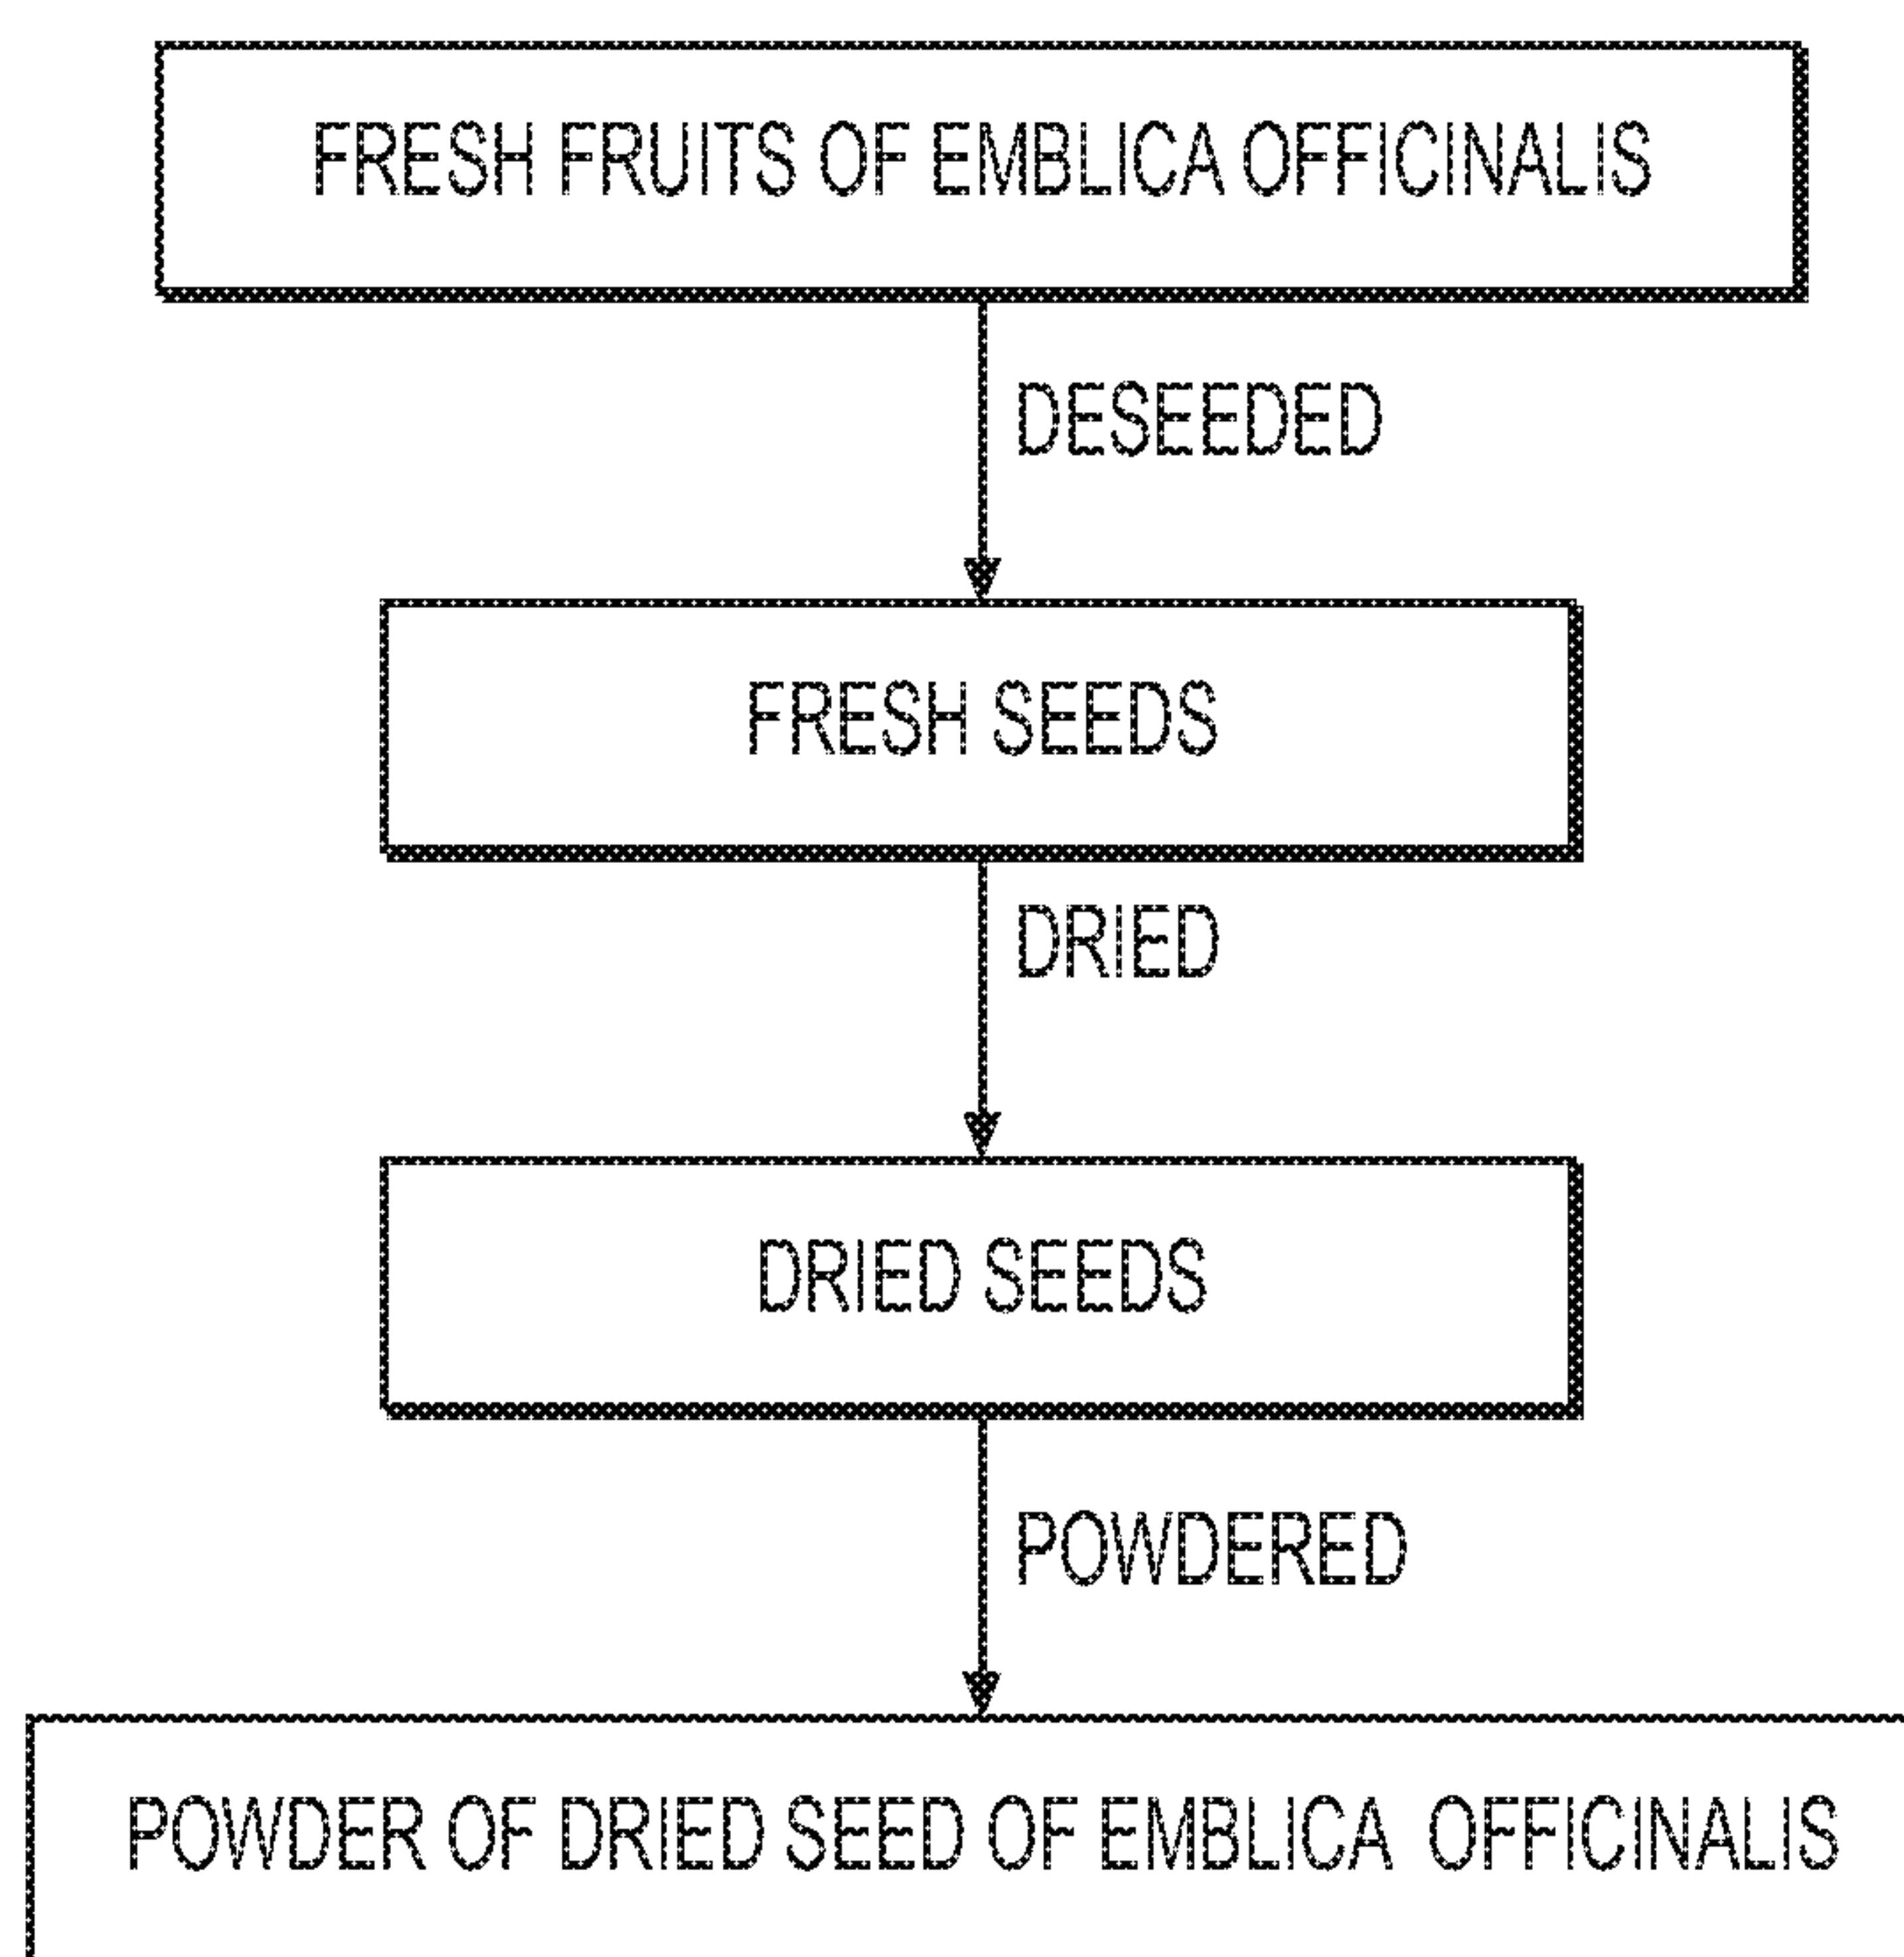 FRESH FRUITS OF EMBLICA OFFICINALIS
DESEEDED
FRESH SEEDS
DRIED
DRIED SEEDS
POWDERED
POWDER OF DRIED SEED OF EMBLICA OFFICINALIS